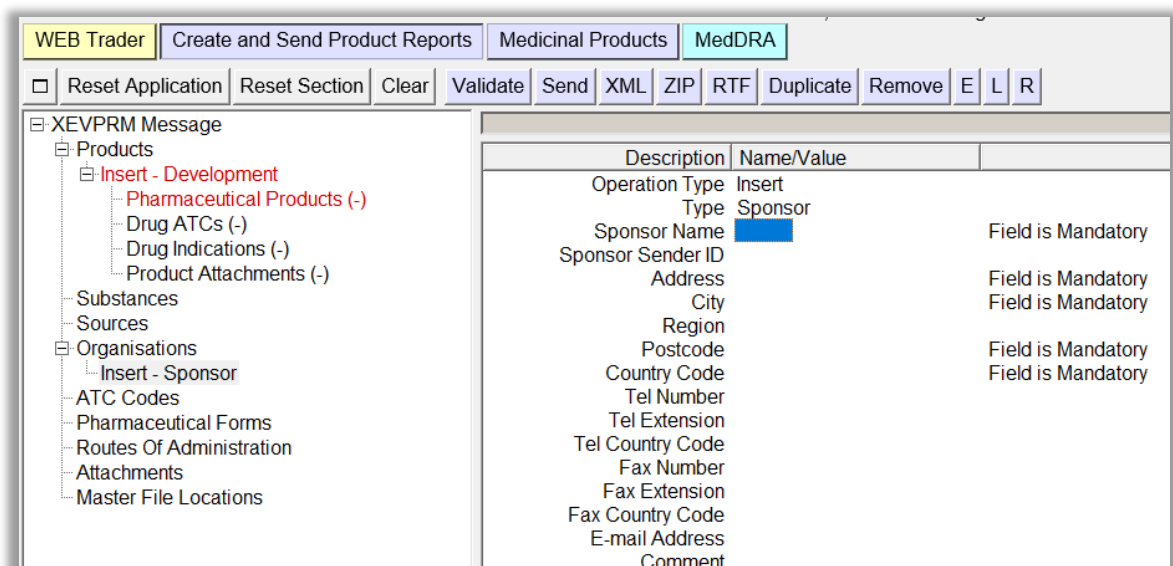 WEB Trader Create and Send Product Reports Medicinal Products MedDRA
Reset Application Reset Section Clear Validate Send XML ZIP RTF Duplicate Remove E L R
XEVPRM Message
Products
Insert - Development
Pharmaceutical Products (-)
Drug ATCs (-)
Drug Indications (-)
Product Attachments (-)
Substances
Sources
Organisations
Insert - Sponsor
ATC Codes
Pharmaceutical Forms
Routes Of Administration
Attachments
Master File Locations
Description Name/Value
Operation Type Insert
Type Sponsor
Sponsor Name Field is Mandatory
Sponsor Sender ID
Address Field is Mandatory
City Field is Mandatory
Region
Postcode Field is Mandatory
Country Code Field is Mandatory
Tel Number
Tel Extension
Tel Country Code
Fax Number
Fax Extension
Fax Country Code
E-mail Address
Comment